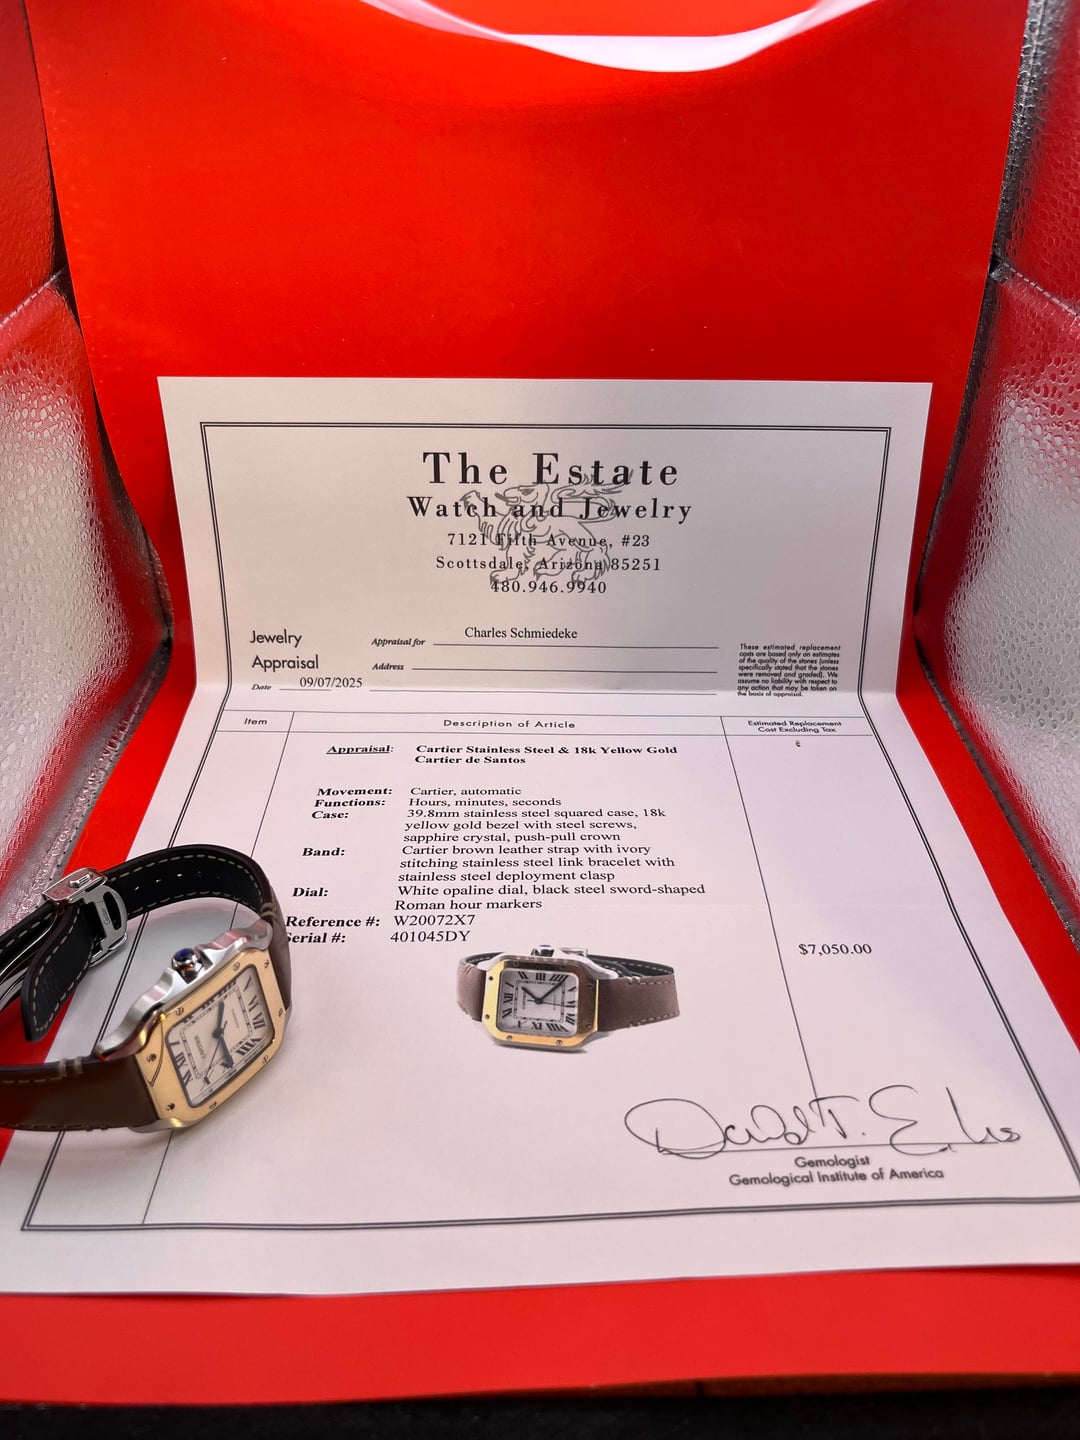 The Estate
Watch and Jewelry
7121 Fifth Avenue, #23
Scottsdale, Arizona 85251
480.946.9940
Jewelry
Appraisal
Appraisal for Charles Schmiedeke
Address
Date 09/07/2025
These estimated replacement
costs are based only on estimates
of the quality of the stones (unless
specifically stated that the stones
were removed and graded). We
assume no liability with respect to
any action that may be taken on
the basis of appraisal.
Item
Description of Article
Estimated Replacement
Cost Excluding Tax
Appraisal: Cartier Stainless Steel & 18k Yellow Gold
Cartier de Santos
Movement: Cartier, automatic
Functions: Hours, minutes, seconds
Case: 39.8mm stainless steel squared case, 18k
yellow gold bezel with steel screws,
sapphire crystal, push-pull crown
Band: Cartier brown leather strap with ivory
stitching stainless steel link bracelet with
stainless steel deployment clasp
Dial: White opaline dial, black steel sword-shaped
Roman hour markers
Reference #: W20072X7
Serial #: 401045DY
$7,050.00
Gemologist
Gemological Institute of America
CARTIER